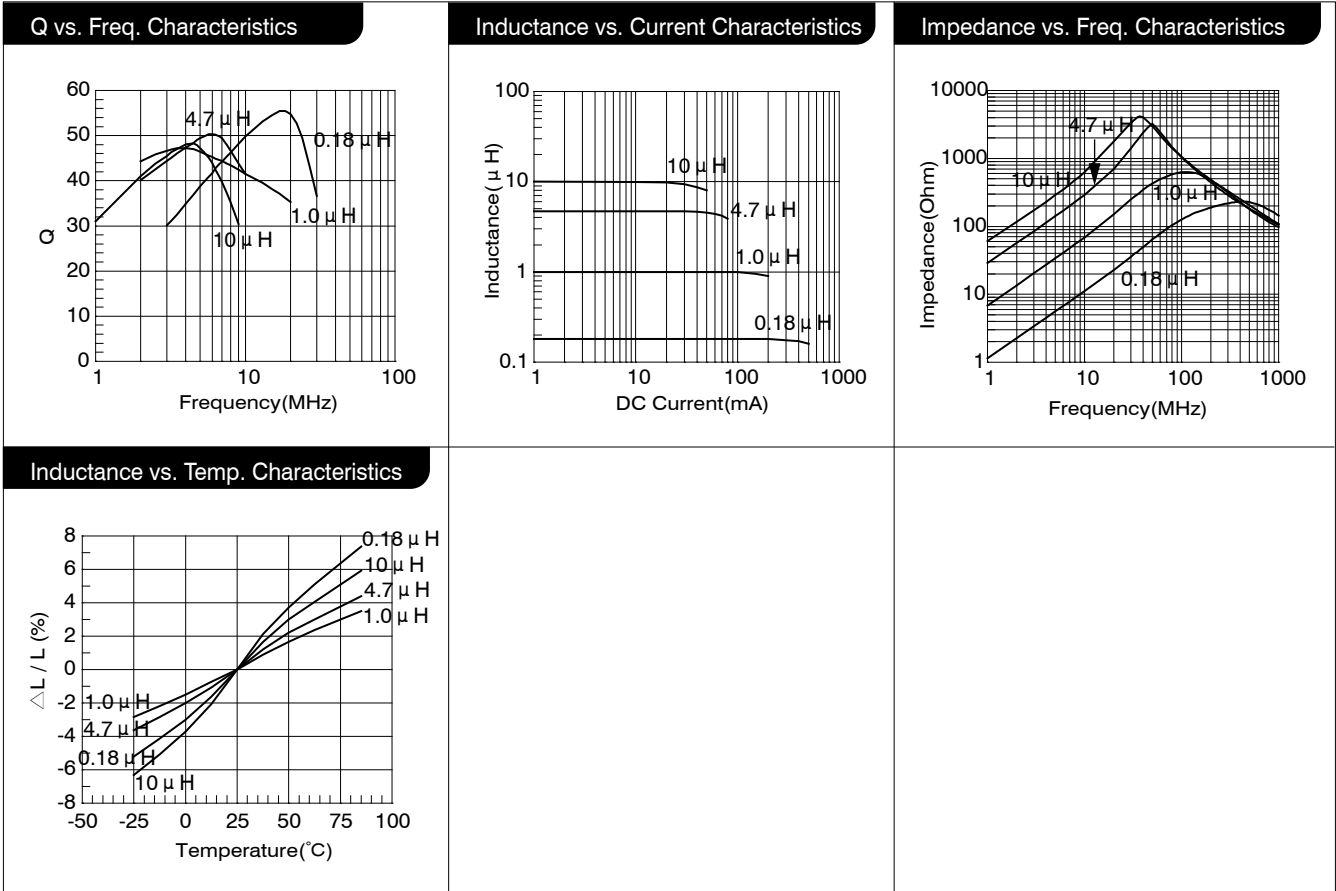 Q vs. Freq. Characteristics
60
50
40
30
20
10
0
Q
4.7 μ H
0.18 μ H
1.0 μ H
10 μ H
1
10
100
Frequency(MHz)
Inductance vs. Current Characteristics
100
10
1
0.1
Inductance( μ H)
10 μ H
4.7 μ H
1.0 μ H
0.18 μ H
1
10
100
1000
DC Current(mA)
Impedance vs. Freq. Characteristics
10000
1000
100
10
1
Impedance(Ohm)
4.7 μ H
10 μ H
1.0 μ H
0.18 μ H
1
10
100
1000
Frequency(MHz)
Inductance vs. Temp. Characteristics
8
6
4
2
0
-2
-4
-6
-8
△L / L (%)
0.18 μ H
10 μ H
4.7 μ H
1.0 μ H
1.0 μ H
4.7 μ H
0.18 μ H
10 μ H
-50
-25
0
25
50
75
100
Temperature(°C)